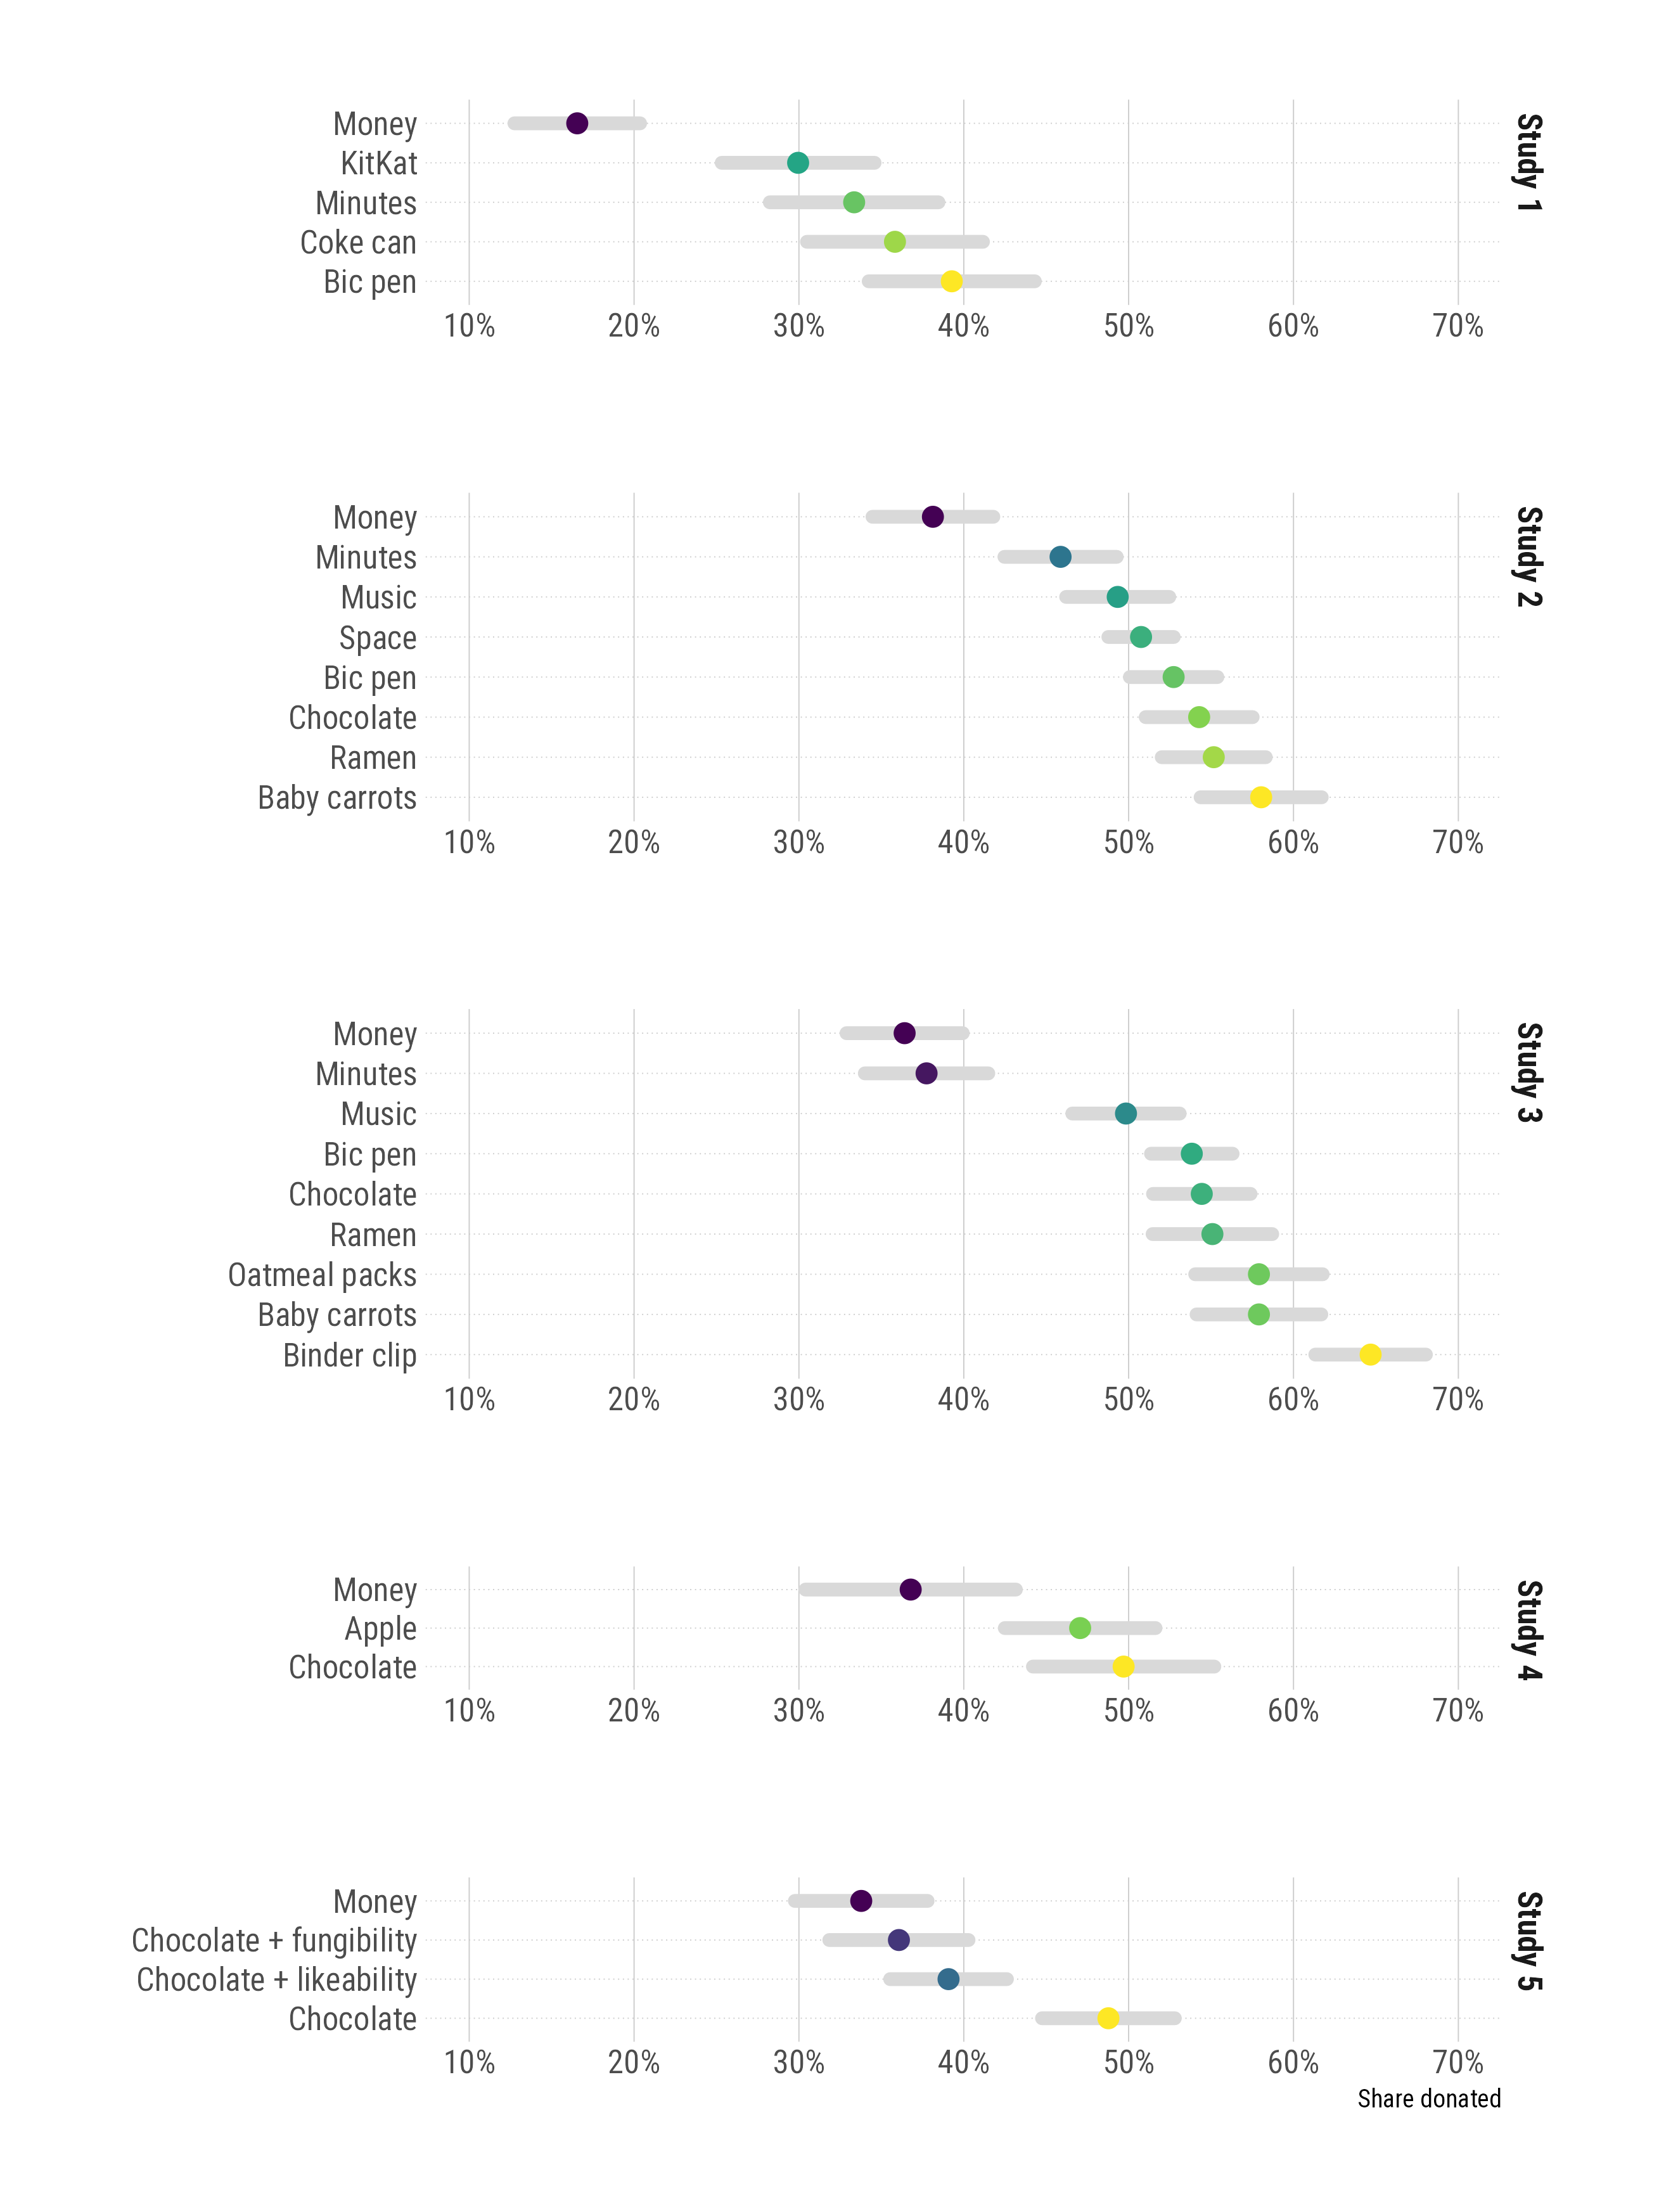 Study 1
Money
KitKat
Minutes
Coke can
Bic pen
10% 20% 30% 40% 50% 60% 70%
Study 2
Money
Minutes
Music
Space
Bic pen
Chocolate
Ramen
Baby carrots
10% 20% 30% 40% 50% 60% 70%
Study 3
Money
Minutes
Music
Bic pen
Chocolate
Ramen
Oatmeal packs
Baby carrots
Binder clip
10% 20% 30% 40% 50% 60% 70%
Study 4
Money
Apple
Chocolate
10% 20% 30% 40% 50% 60% 70%
Study 5
Money
Chocolate + fungibility
Chocolate + likeability
Chocolate
10% 20% 30% 40% 50% 60% 70%
Share donated